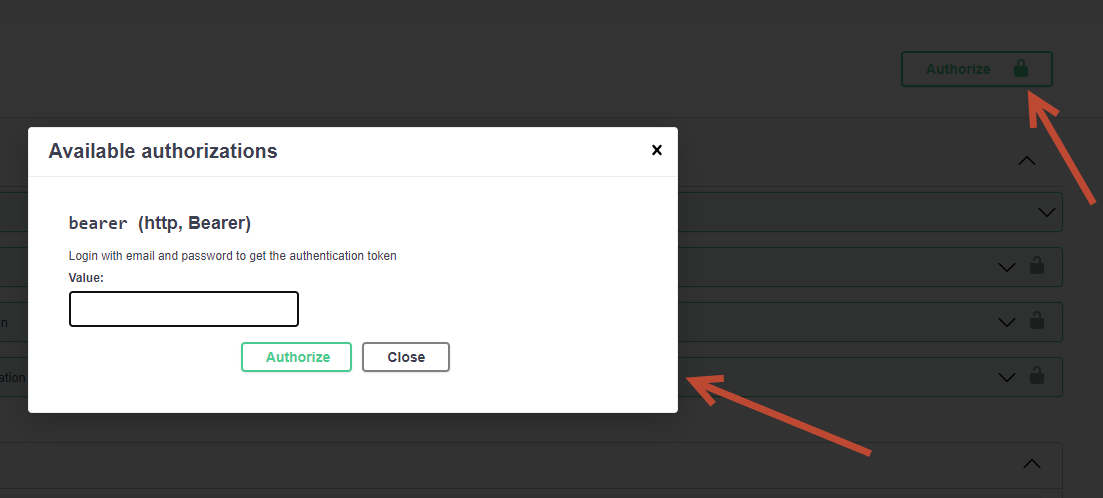 Authorize
Available authorizations
x
bearer (http, Bearer)
Login with email and password to get the authentication token
Value:
n
ation
Authorize Close